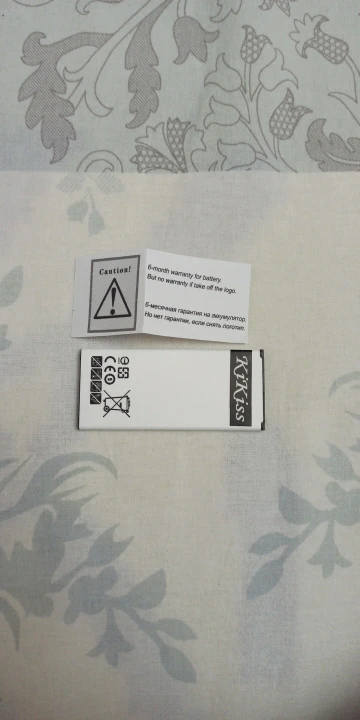 Caution!
6-month warranty for battery.
But no warranty if take off the logo.
6-месячная гарантия на аккумулятор.
Но нет гарантии, если снять логотип.
KiKiss